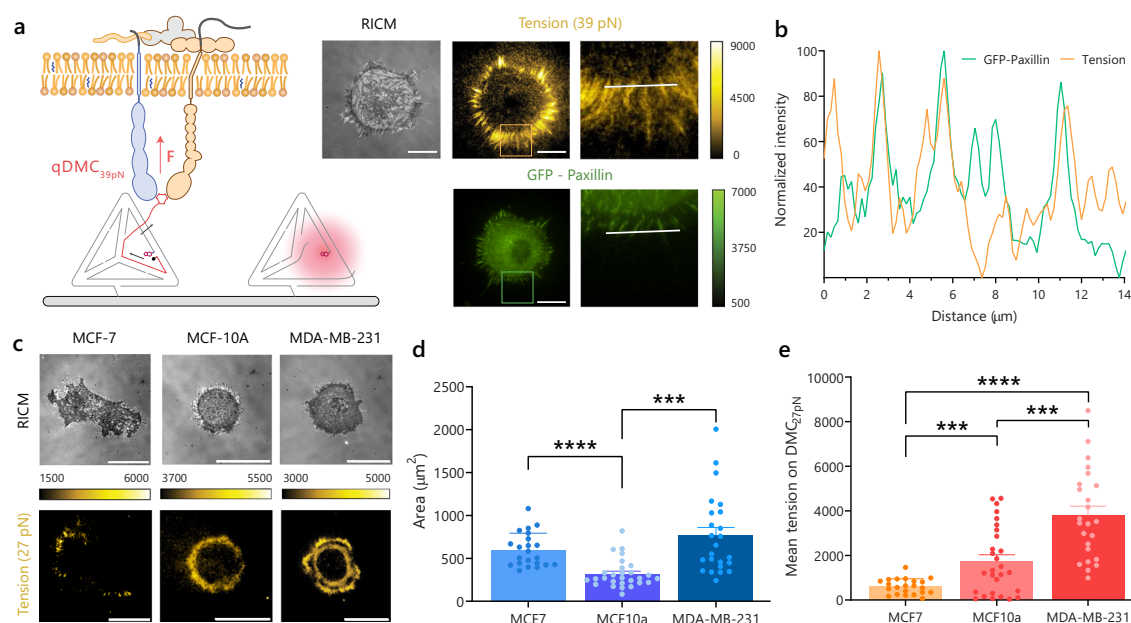 a
RICM
Tension (39 pN)
9000
4500
0
qDMC39pN
F
GFP - Paxillin
7000
3750
500
b
Normalized intensity
100
80
60
40
20
GFP-Paxillin
Tension
0
2
4
6
8
10
12
14
Distance (μm)
c
MCF-7
MCF-10A
MDA-MB-231
RICM
1500
6000
3700
5500
3000
5000
Tension (27 pN)
d
Area (μm²)
2500
2000
1500
1000
500
0
****
***
MCF7
MCF10a
MDA-MB-231
e
Mean tension on DMC27pN
10000
8000
6000
4000
2000
0
****
***
***
MCF7
MCF10a
MDA-MB-231